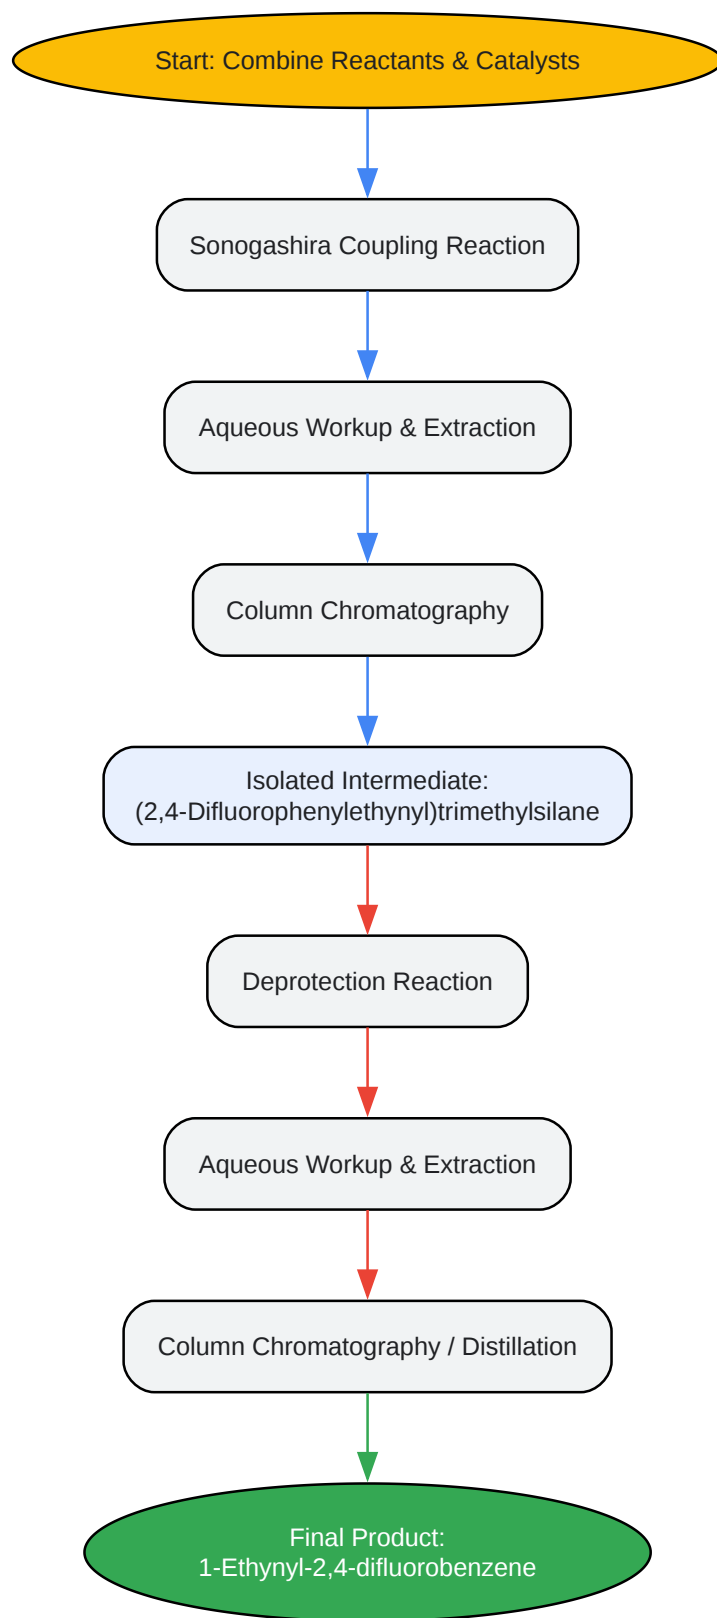 Start: Combine Reactants & Catalysts
Sonogashira Coupling Reaction
Aqueous Workup & Extraction
Column Chromatography
Isolated Intermediate:
(2,4-Difluorophenylethynyl)trimethylsilane
Deprotection Reaction
Aqueous Workup & Extraction
Column Chromatography / Distillation
Final Product:
1-Ethynyl-2,4-difluorobenzene